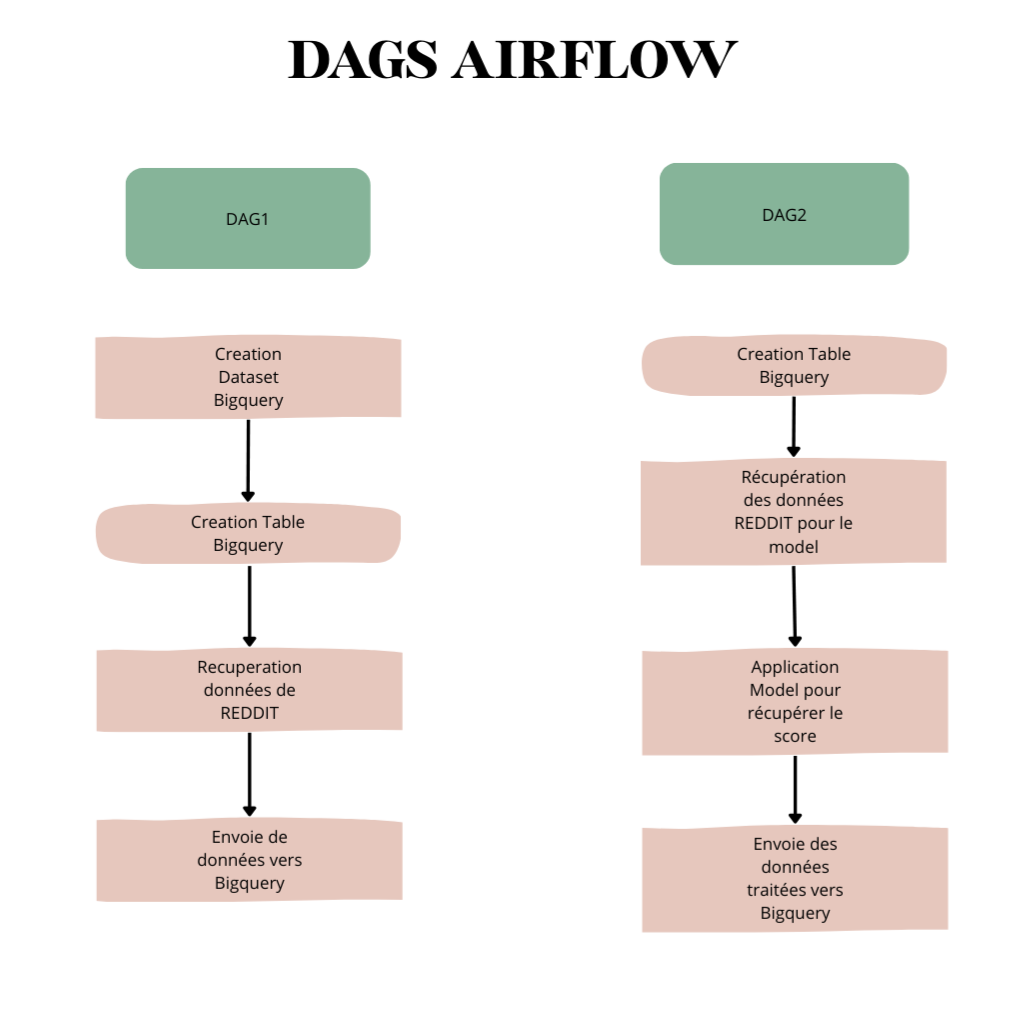 DAGS AIRFLOW
DAG1
Creation
Dataset
Bigquery
Creation Table
Bigquery
Recuperation
données de
REDDIT
Envoie de
données vers
Bigquery
DAG2
Creation Table
Bigquery
Récupération
des données
REDDIT pour le
model
Application
Model pour
récupérer le
score
Envoie des
données
traitées vers
Bigquery